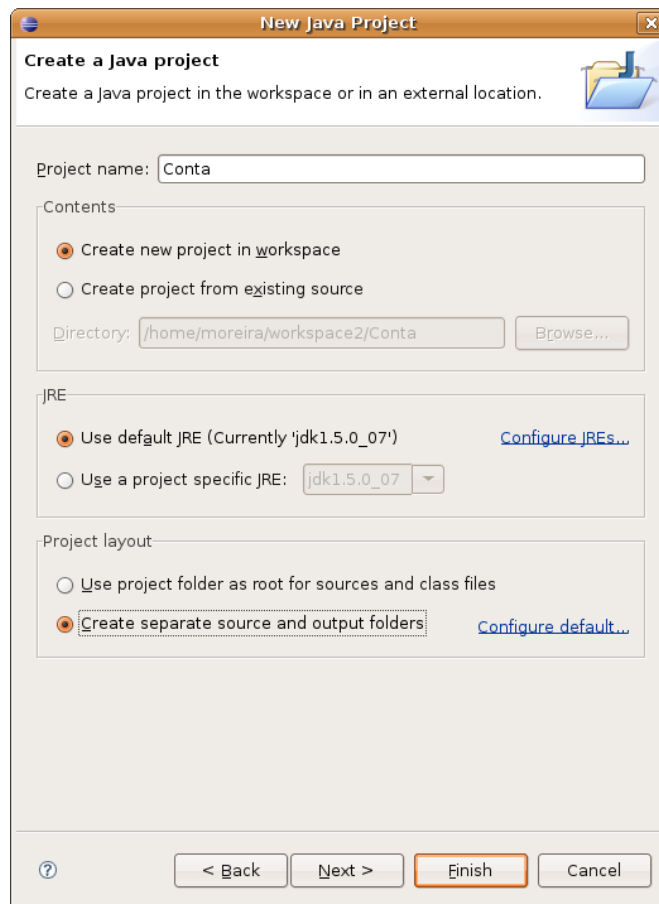 New Java Project
Create a Java project
Create a Java project in the workspace or in an external location.
Project name: Conta
Contents
Create new project in workspace
Create project from existing source
Directory: /home/moreira/workspace2/Conta Browse...
JRE
Use default JRE (Currently 'jdk1.5.0_07') Configure JREs...
Use a project specific JRE: jdk1.5.0_07
Project layout
Use project folder as root for sources and class files
Create separate source and output folders Configure default...
? < Back Next > Finish Cancel